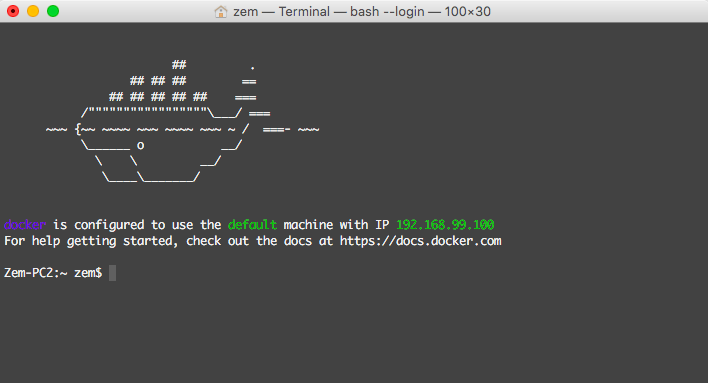 zem — Terminal — bash --login — 100×30
                        ##         .
                  ## ## ##        ==
               ## ## ## ## ##    ===
           /"""""""""""""""""\___/ ===
      ~~~ {~~ ~~~~ ~~~ ~~~~ ~~~ ~ /  ===- ~~~
           \______ o           __/
             \    \         __/
              \____\_______/
docker is configured to use the default machine with IP 192.168.99.100
For help getting started, check out the docs at https://docs.docker.com
Zem-PC2:~ zem$